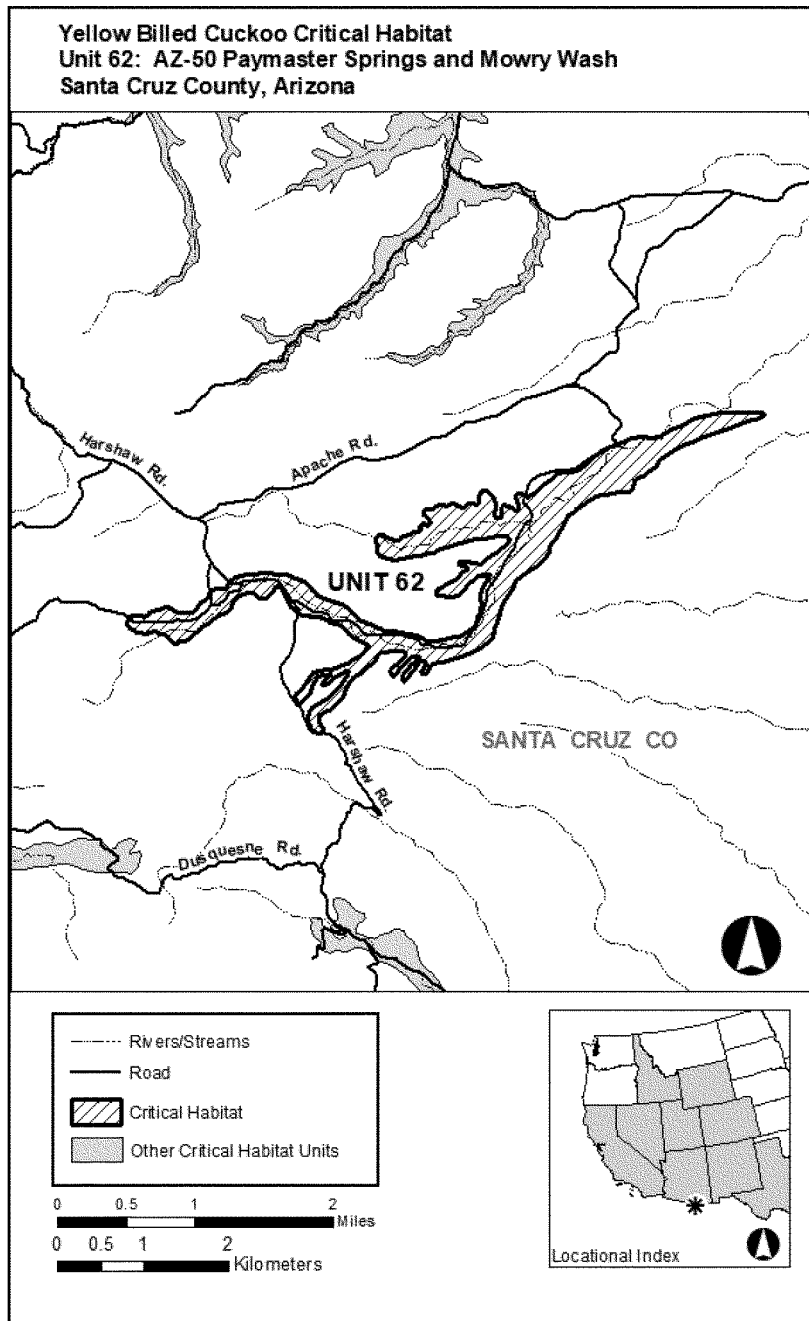 Yellow Billed Cuckoo Critical Habitat
Unit 62: AZ-50 Paymaster Springs and Mowry Wash
Santa Cruz County, Arizona
Harshaw Rd.
Apache Rd.
UNIT 62
Harshaw Rd.
SANTA CRUZ CO
Dusquesne Rd.
Rivers/Streams
Road
Critical Habitat
Other Critical Habitat Units
0 0.5 1 2
Miles
0 0.5 1 2
Kilometers
Locational Index